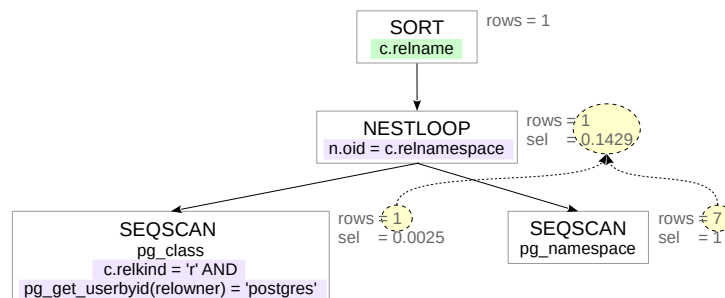 SORT
c.relname
rows = 1
NESTLOOP
n.oid = c.relnamespace
rows = 1
sel = 0.1429
SEQSCAN
pg_class
c.relkind = 'r' AND
pg_get_userbyid(relowner) = 'postgres'
rows = 1
sel = 0.0025
SEQSCAN
pg_namespace
rows = 7
sel = 1